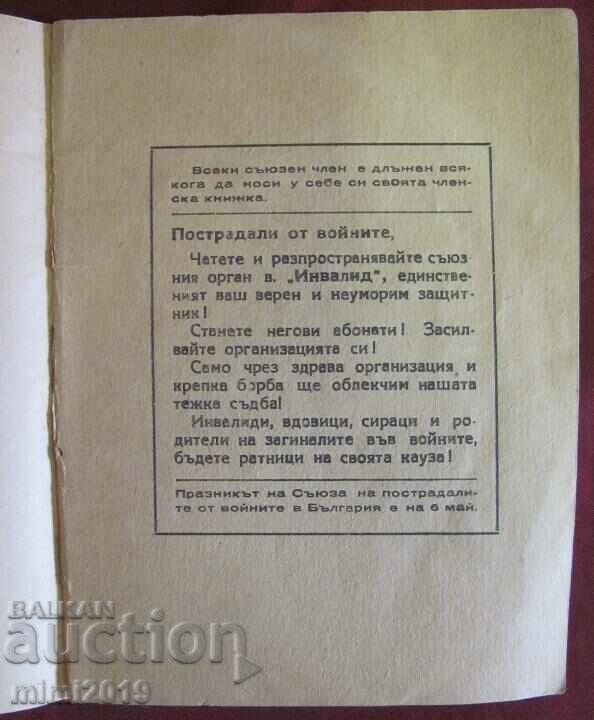 Всеки съюзен член е длъжен вся-
кога да носи у себе си своята член-
ска книжка.
Пострадали от войните,
Четете и разпространявайте съюз
ния орган в. „Инвалид", единстве-
ният ваш верен и неуморим защит-
ник!
Станете негови абонати! Засил-
вайте организацията си!
Само чрез здрава организация и
крепка борба ще облекчим нашата
тежка съдба!
Инвалиди, вдовици, сираци и ро-
дители на загиналите във войните,
бъдете ратници на своята кауза!
Празникът на Съюза на пострадали-
те от войните в България е на 6 май.
BALKAN
auction
mimi2019